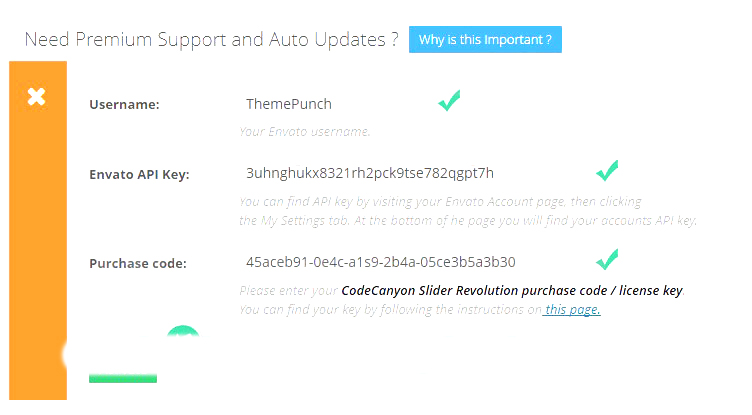 Need Premium Support and Auto Updates ? Why is this Important ?
Username: ThemePunch
Your Envato username.
Envato API Key: 3uhnghukx8321rh2pck9tse782qgpt7h
You can find API key by visiting your Envato Account page, then clicking
the My Settings tab. At the bottom of he page you will find your accounts API key.
Purchase code: 45aceb91-0e4c-a1s9-2b4a-05ce3b5a3b30
Please enter your CodeCanyon Slider Revolution purchase code / license key.
You can find your key by following the instructions on this page.